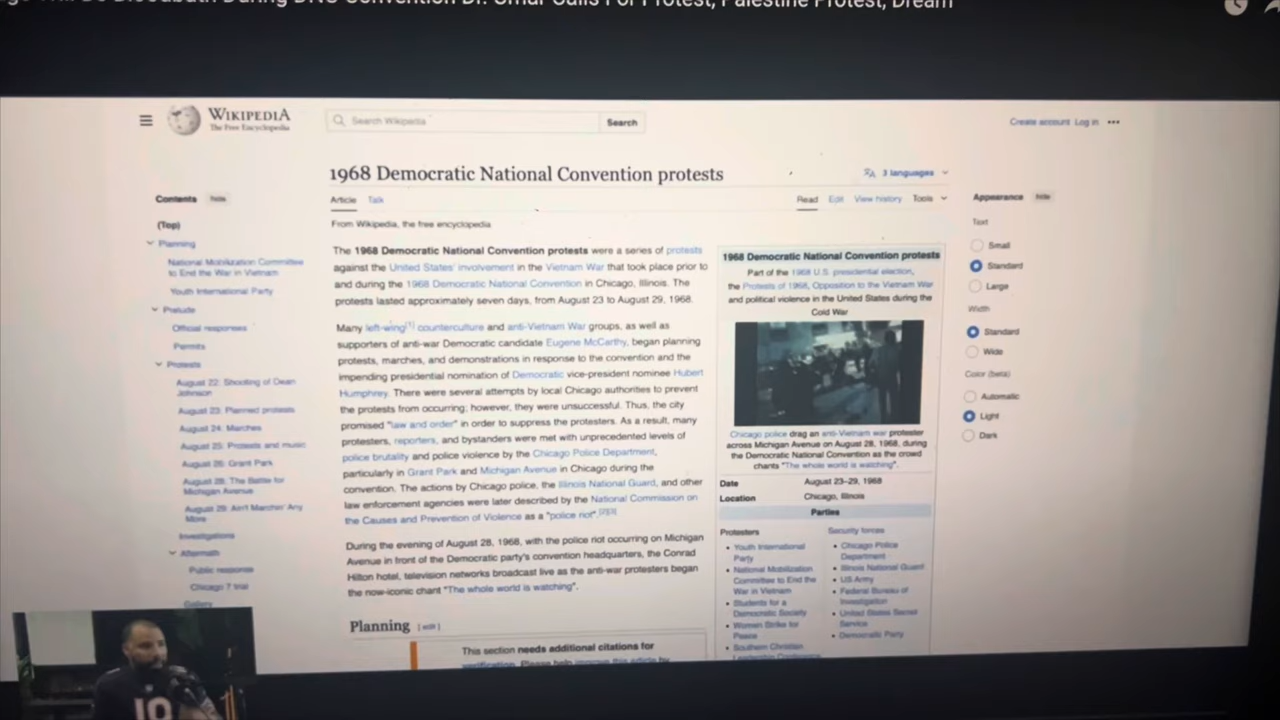 Will Be Bloodbath During DNC Convention Dr. Umar Calls For Protest, Palestine Protest, Dream
WIKIPEDIA
The Free Encyclopedia
Search Wikipedia
Search
Create account Log in •••
1968 Democratic National Convention protests
3 languages
Contents hide
Article Talk
Read Edit View history Tools
Appearance hide
(Top)
From Wikipedia, the free encyclopedia
Text
Planning
National Mobilization Committee
to End the War in Vietnam
Youth International Party
Prelude
Official responses
Permits
Protests
August 22: Shooting of Dean
Johnson
August 23: Planned protests
August 24: Marches
August 25: Protests and music
August 26: Grant Park
August 28: The Battle for
Michigan Avenue
August 29: Ain't Marchin' Any
More
Investigations
Aftermath
Public response
Chicago 7 trial
Gallery
The 1968 Democratic National Convention protests were a series of protests
against the United States' involvement in the Vietnam War that took place prior to
and during the 1968 Democratic National Convention in Chicago, Illinois. The
protests lasted approximately seven days, from August 23 to August 29, 1968.
Many left-wing[1] counterculture and anti-Vietnam War groups, as well as
supporters of anti-war Democratic candidate Eugene McCarthy, began planning
protests, marches, and demonstrations in response to the convention and the
impending presidential nomination of Democratic vice-president nominee Hubert
Humphrey. There were several attempts by local Chicago authorities to prevent
the protests from occurring; however, they were unsuccessful. Thus, the city
promised "law and order" in order to suppress the protesters. As a result, many
protesters, reporters, and bystanders were met with unprecedented levels of
police brutality and police violence by the Chicago Police Department,
particularly in Grant Park and Michigan Avenue in Chicago during the
convention. The actions by Chicago police, the Illinois National Guard, and other
law enforcement agencies were later described by the National Commission on
the Causes and Prevention of Violence as a "police riot".[2][3]
During the evening of August 28, 1968, with the police riot occurring on Michigan
Avenue in front of the Democratic party's convention headquarters, the Conrad
Hilton hotel, television networks broadcast live as the anti-war protesters began
the now-iconic chant "The whole world is watching".
Planning [edit]
This section needs additional citations for
verification. Please help improve this article by
1968 Democratic National Convention protests
Part of the 1968 U.S. presidential election,
the Protests of 1968, Opposition to the Vietnam War
and political violence in the United States during the
Cold War
Chicago police drag an anti-Vietnam war protester
across Michigan Avenue on August 28, 1968, during
the Democratic National Convention as the crowd
chants "The whole world is watching".
Date August 23–29, 1968
Location Chicago, Illinois
Parties
Protesters
Youth International
Party
National Mobilization
Committee to End the
War in Vietnam
Students for a
Democratic Society
Women Strike for
Peace
Southern Christian
Leadership Conference
Security forces
Chicago Police
Department
Illinois National Guard
US Army
Federal Bureau of
Investigation
United States Secret
Service
Democratic Party
Small
Standard
Large
Width
Standard
Wide
Color (beta)
Automatic
Light
Dark
19